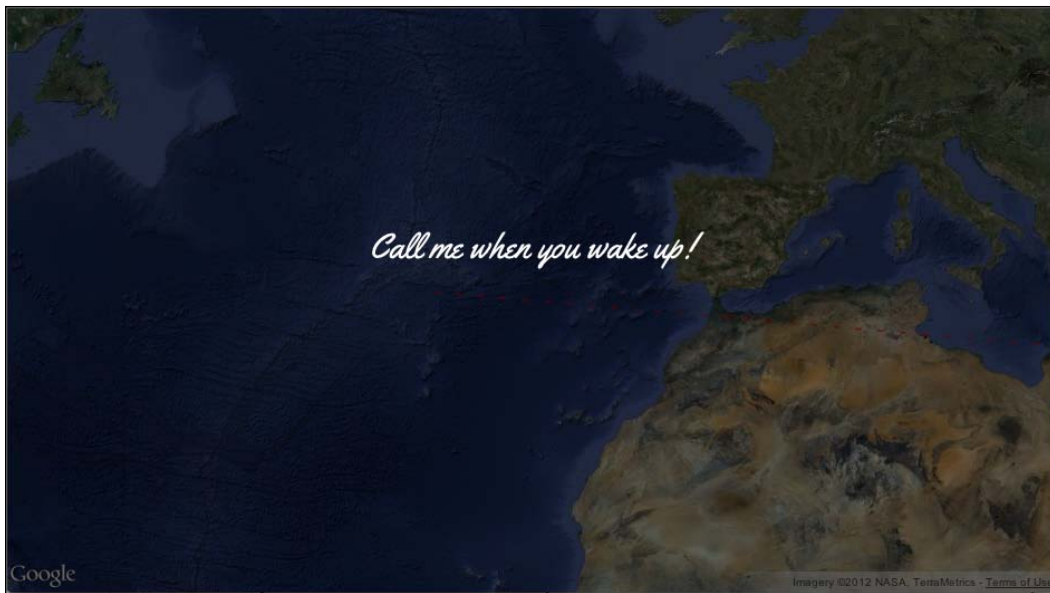 Call me when you wake up!
Google
Imagery ©2012 NASA, TerraMetrics - Terms of Use